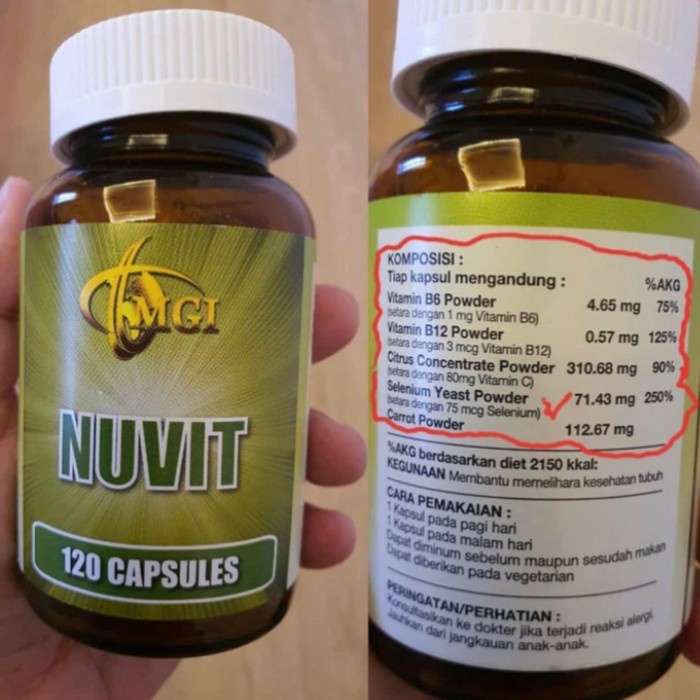 MGI
NUVIT
120 CAPSULES
KOMPOSISI :
Tiap kapsul mengandung : %AKG
Vitamin B6 Powder 4.65 mg 75%
(setara dengan 1 mg Vitamin B6)
Vitamin B12 Powder 0.57 mg 125%
(setara dengan 3 mcg Vitamin B12)
Citrus Concentrate Powder 310.68 mg 90%
(setara dengan 80mg Vitamin C)
Selenium Yeast Powder 71.43 mg 250%
(setara dengan 75 mcg Selenium)
Carrot Powder 112.67 mg
%AKG berdasarkan diet 2150 kkal:
KEGUNAAN Membantu memelihara kesehatan tubuh
CARA PEMAKAIAN :
1 Kapsul pada pagi hari
1 Kapsul pada malam hari
Dapat diminum sebelum maupun sesudah makan
Dapat diberikan pada vegetarian
PERINGATAN/PERHATIAN :
Konsultasikan ke dokter jika terjadi reaksi alergi.
Jauhkan dari jangkauan anak-anak.